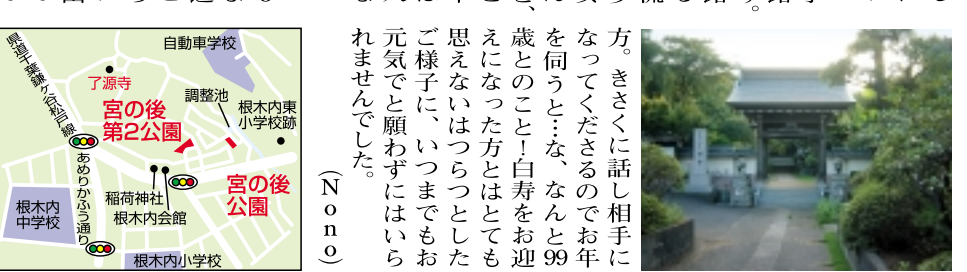 方。きさくに話し相手に
なってくださるのでお年
を伺うと…な、なんと99
歳とのこと！白寿をお迎
えになった方とはとても
思えないはつらつとした
ご様子に、いつまでもお
元気でと願わずにはいら
れませんでした。
（Nono）
自動車学校
県道千葉鎌ヶ谷松戸線
了源寺
宮の後
第2公園
調整池
根木内東
小学校跡
あめりかふう通り
稲荷神社
根木内会館
宮の後
公園
根木内
中学校
根木内小学校